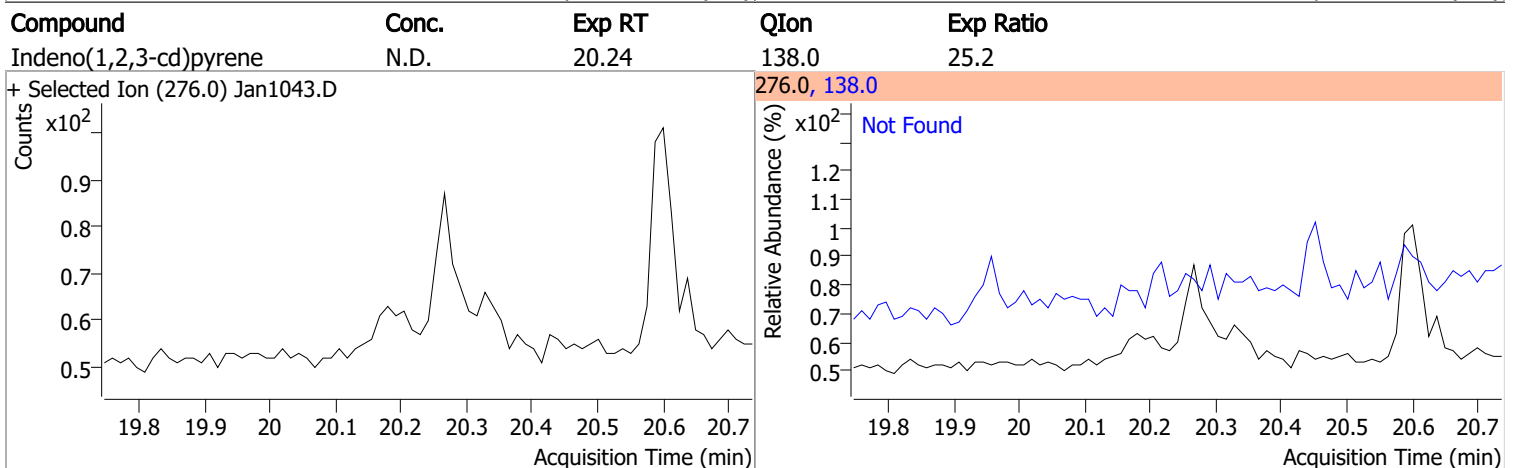 Compound Conc. Exp RT QIon Exp Ratio
Indeno(1,2,3-cd)pyrene N.D. 20.24 138.0 25.2
+ Selected Ion (276.0) Jan1043.D
Counts
x10²
0.9
0.8
0.7
0.6
0.5
19.8 19.9 20 20.1 20.2 20.3 20.4 20.5 20.6 20.7
Acquisition Time (min)
276.0, 138.0
Relative Abundance (%)
x10²
Not Found
1.2
1.1
1
0.9
0.8
0.7
0.6
0.5
19.8 19.9 20 20.1 20.2 20.3 20.4 20.5 20.6 20.7
Acquisition Time (min)